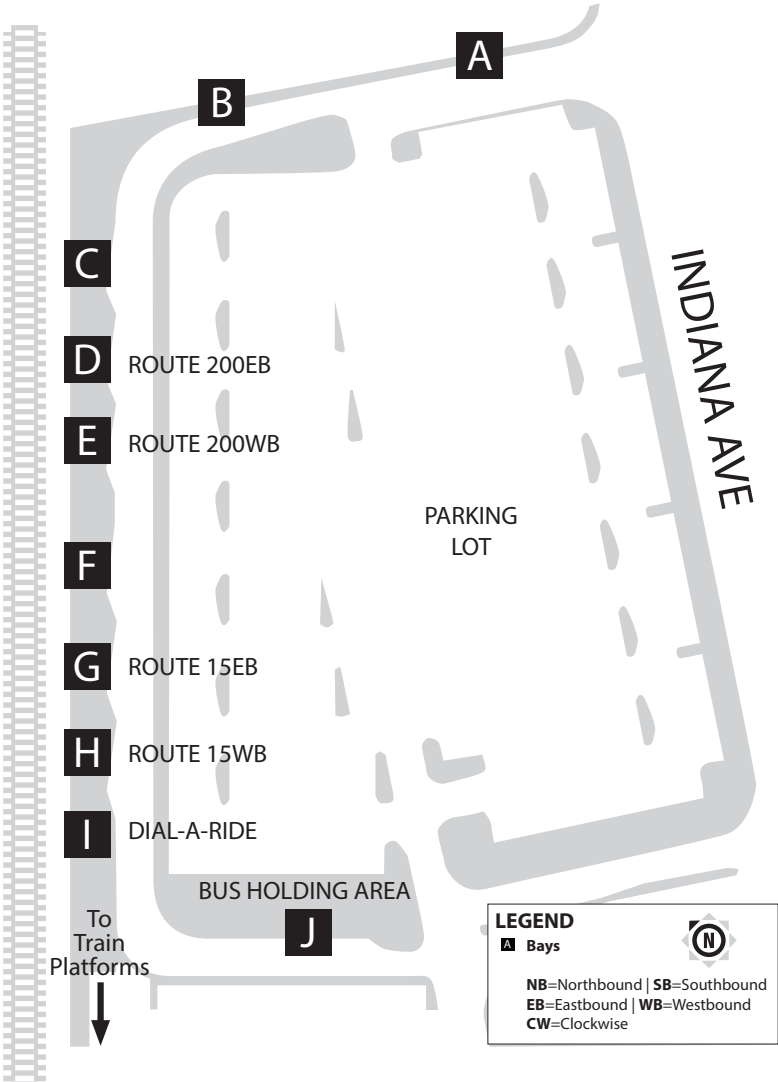 A
B
C
INDIANA AVE
D ROUTE 200EB
E ROUTE 200WB
PARKING
LOT
F
G ROUTE 15EB
H ROUTE 15WB
I DIAL-A-RIDE
BUS HOLDING AREA
J
To
Train
Platforms
LEGEND
N
A Bays
NB=Northbound | SB=Southbound
EB=Eastbound | WB=Westbound
CW=Clockwise